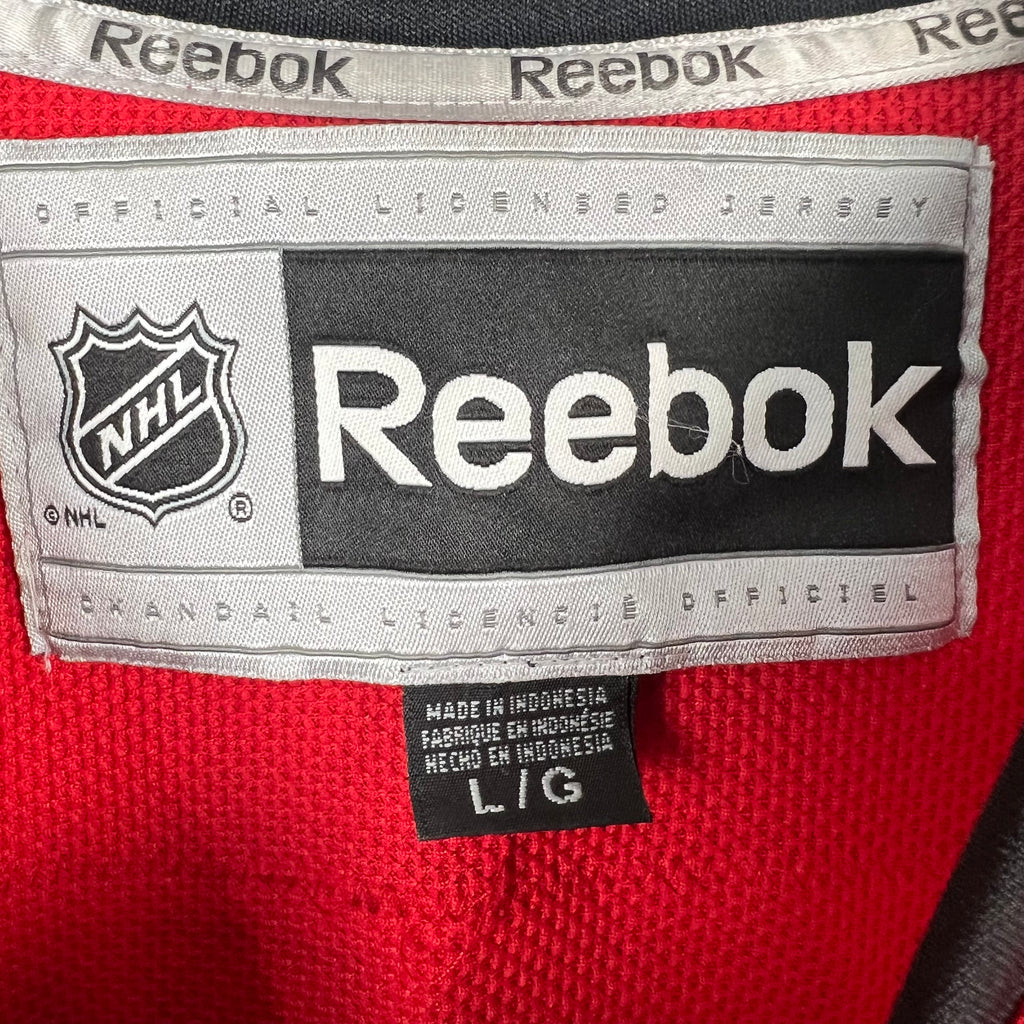 Reebok Reebok Ree
OFFICIAL LICENSED JERSEY
NHL
Reebok
© NHL ®
CHANDAIL LICENCIÉ OFFICIEL
MADE IN INDONESIA
FABRIQUE EN INDONÉSIE
HECHO EN INDONESIA
L / G